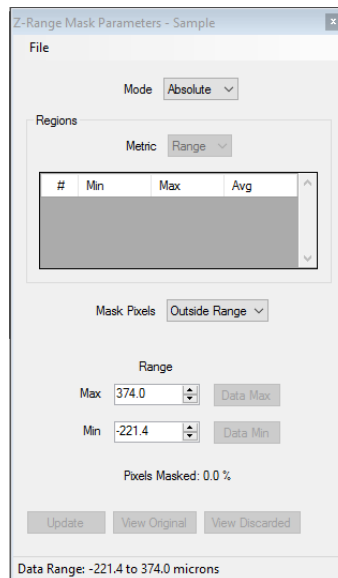 Z-Range Mask Parameters - Sample x
File
Mode Absolute
Regions
Metric Range
# Min Max Avg
Mask Pixels Outside Range
Range
Max 374.0 Data Max
Min -221.4 Data Min
Pixels Masked: 0.0 %
Update View Original View Discarded
Data Range: -221.4 to 374.0 microns